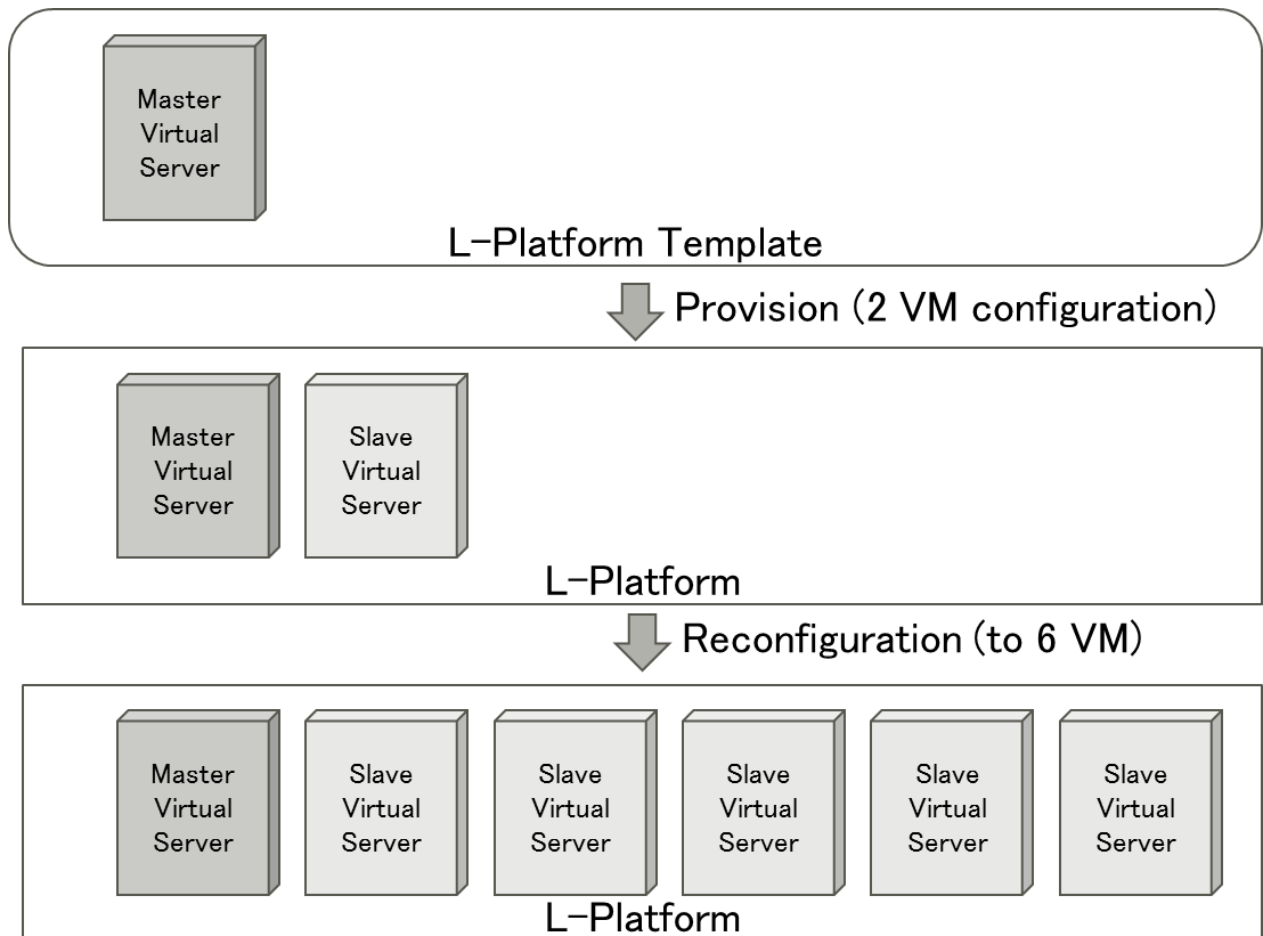 Master
Virtual
Server
L-Platform Template
Provision (2 VM configuration)
Master
Virtual
Server
Slave
Virtual
Server
L-Platform
Reconfiguration (to 6 VM)
Master
Virtual
Server
Slave
Virtual
Server
Slave
Virtual
Server
Slave
Virtual
Server
Slave
Virtual
Server
Slave
Virtual
Server
L-Platform